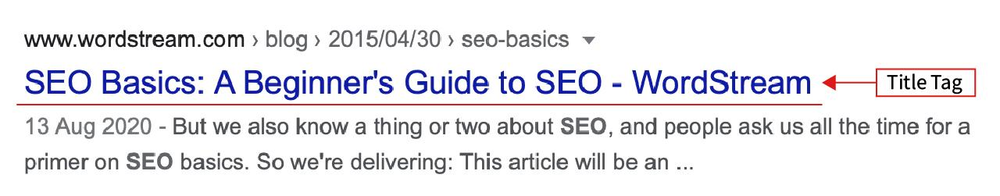 www.wordstream.com › blog › 2015/04/30 › seo-basics
SEO Basics: A Beginner's Guide to SEO - WordStream
Title Tag
13 Aug 2020 - But we also know a thing or two about SEO, and people ask us all the time for a
primer on SEO basics. So we're delivering: This article will be an ...